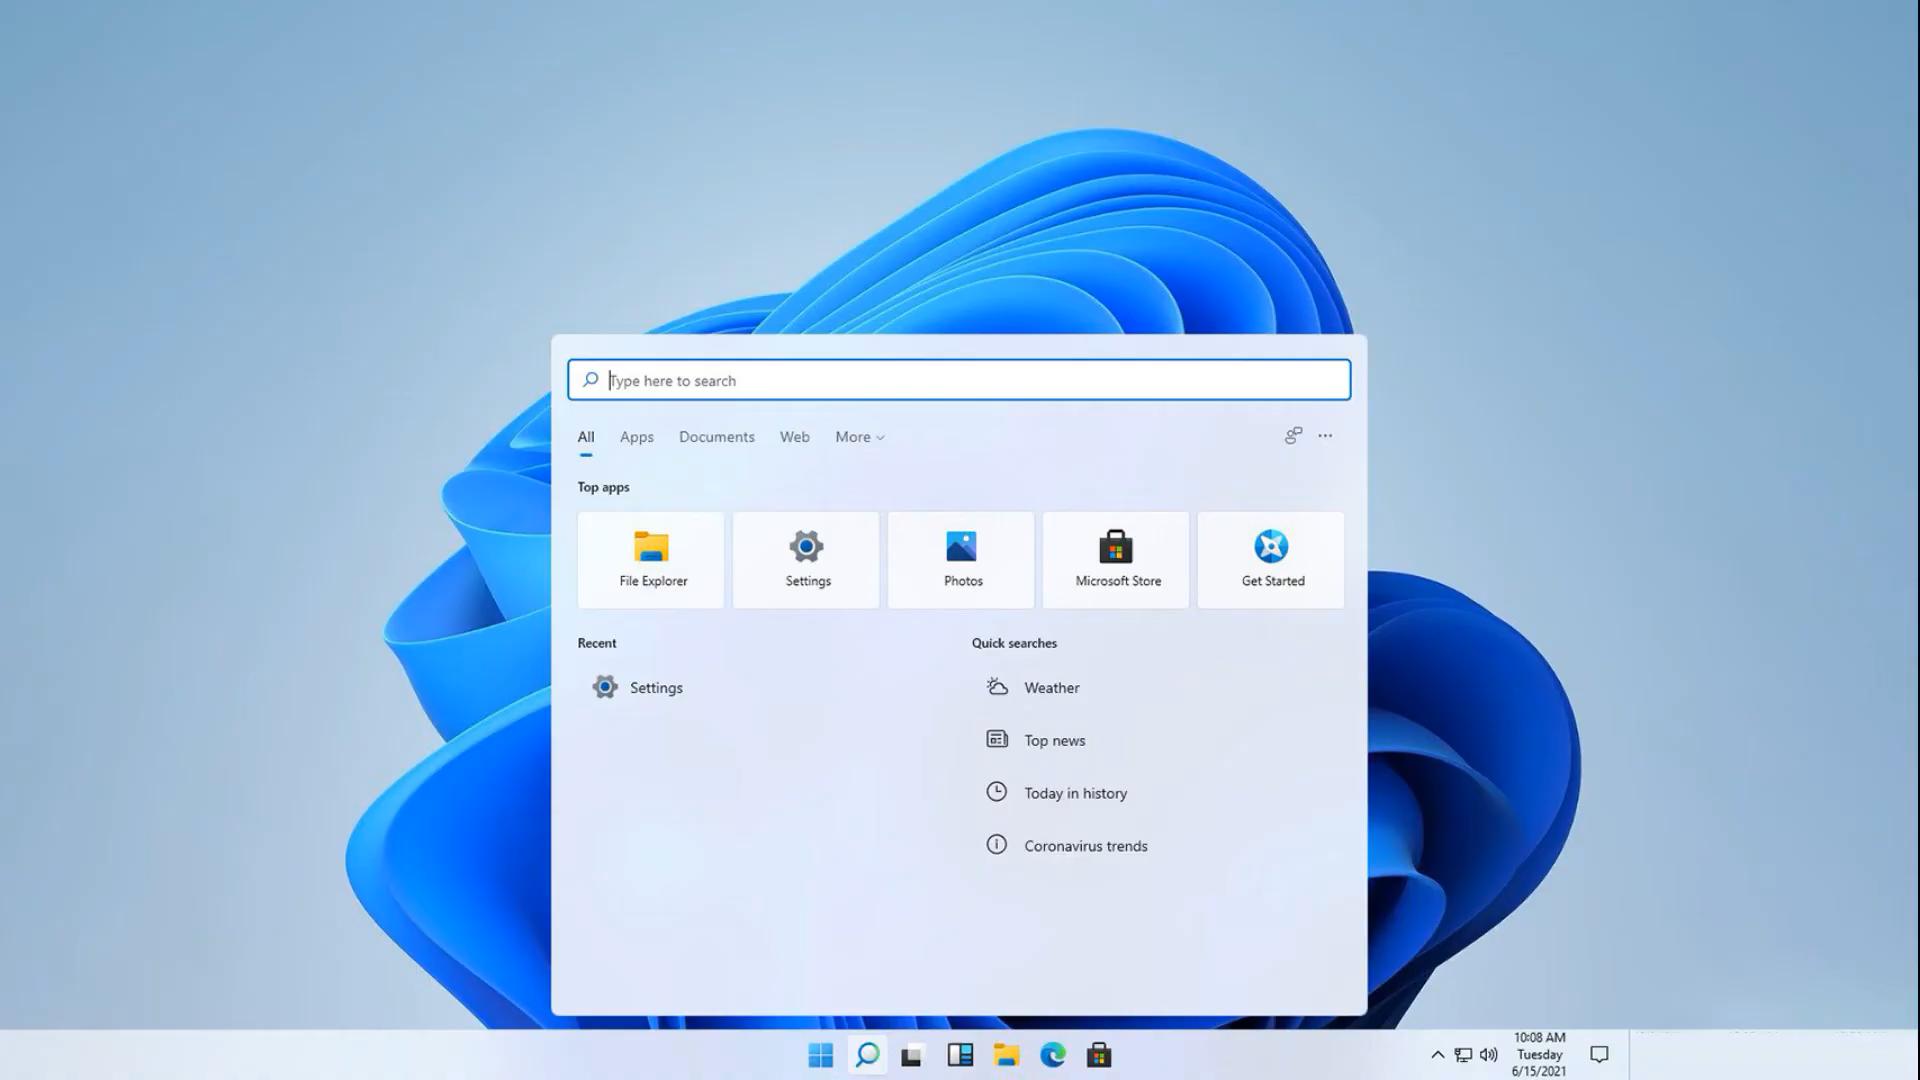 Type here to search
All Apps Documents Web More
Top apps
File Explorer Settings Photos Microsoft Store Get Started
Recent Quick searches
Settings Weather
Top news
Today in history
Coronavirus trends
10:08 AM
Tuesday
6/15/2021